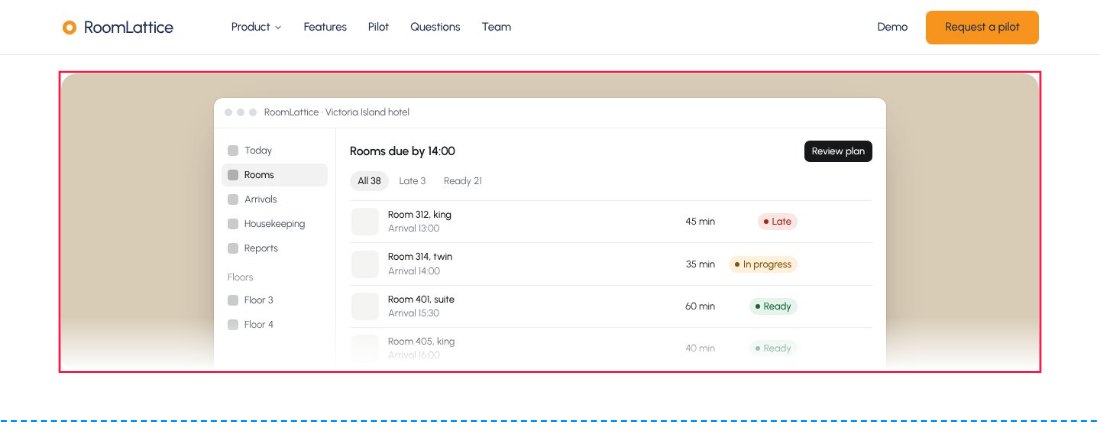 RoomLattice Product Features Pilot Questions Team Demo Request a pilot
RoomLattice · Victoria Island hotel
Today
Rooms
Arrivals
Housekeeping
Reports
Floors
Floor 3
Floor 4
Rooms due by 14:00 Review plan
All 38 Late 3 Ready 21
Room 312, king 45 min Late
Arrival 13:00
Room 314, twin 35 min In progress
Arrival 14:00
Room 401, suite 60 min Ready
Arrival 15:30
Room 405, king 40 min Ready
Arrival 16:00